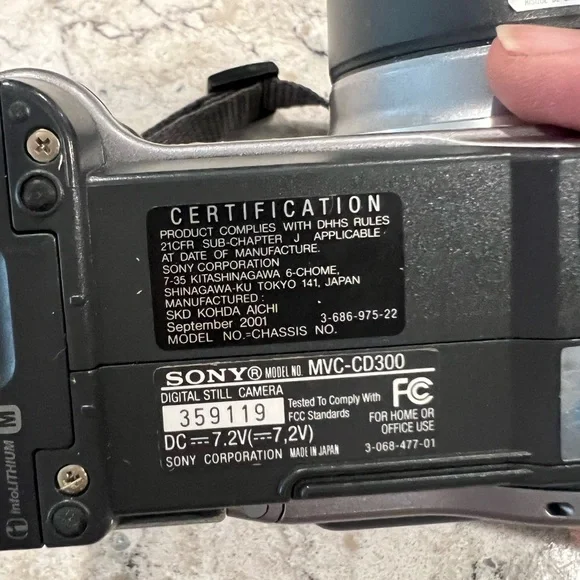 CERTIFICATION
PRODUCT COMPLIES WITH DHHS RULES
21CFR SUB-CHAPTER J APPLICABLE
AT DATE OF MANUFACTURE.
SONY CORPORATION
7-35 KITASHINAGAWA 6-CHOME,
SHINAGAWA-KU TOKYO 141, JAPAN
MANUFACTURED:
SKD KOHDA AICHI
September 2001 3-686-975-22
MODEL NO.=CHASSIS NO.
SONY® MODEL NO. MVC-CD300
DIGITAL STILL CAMERA
359119 Tested To Comply With FCC Standards
FC FOR HOME OR OFFICE USE
DC⎓7.2V(⎓7,2V)
SONY CORPORATION MADE IN JAPAN 3-068-477-01
i InfoLITHIUM M